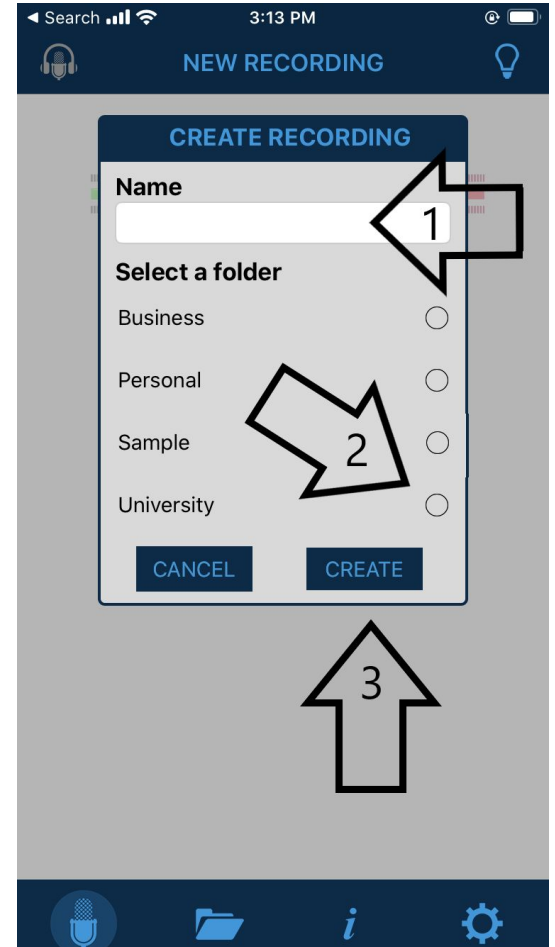 Search 3:13 PM
NEW RECORDING
CREATE RECORDING
Name
1
Select a folder
Business
Personal
Sample
2
University
CANCEL CREATE
3
i